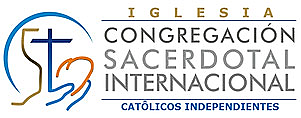 IGLESIA
CONGREGACIÓN
SACERDOTAL
INTERNACIONAL
CATÓLICOS INDEPENDIENTES